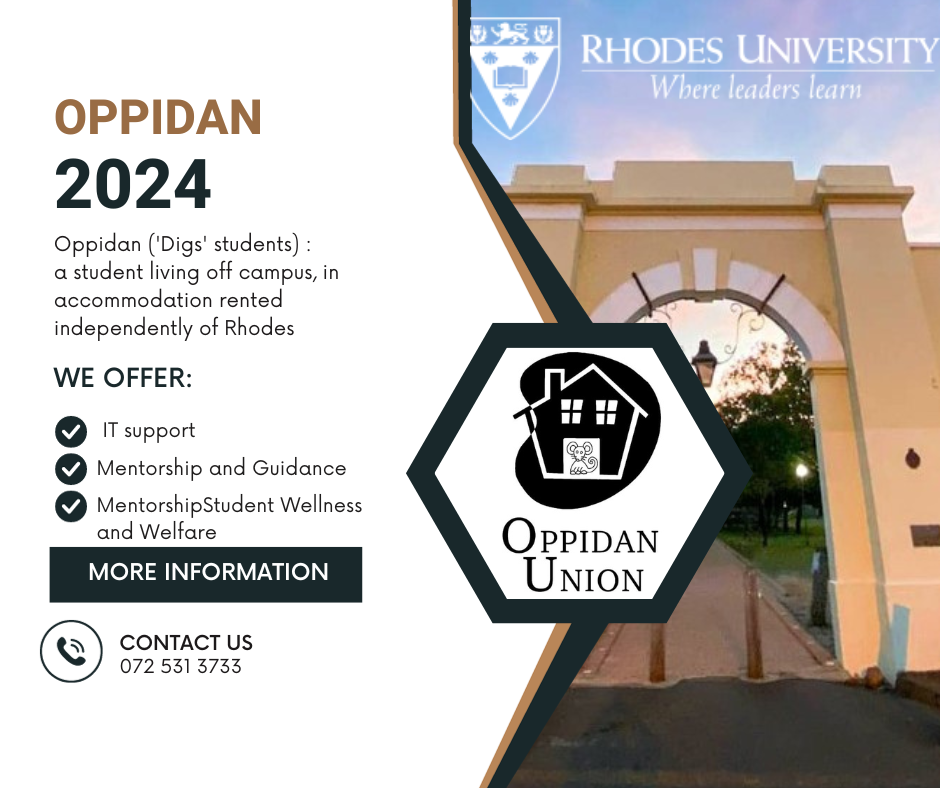 RHODES UNIVERSITY
Where leaders learn
OPPIDAN
2024
Oppidan ('Digs' students) :
a student living off campus, in
accommodation rented
independently of Rhodes
WE OFFER:
IT support
Mentorship and Guidance
MentorshipStudent Wellness
and Welfare
MORE INFORMATION
CONTACT US
072 531 3733
OPPIDAN
UNION